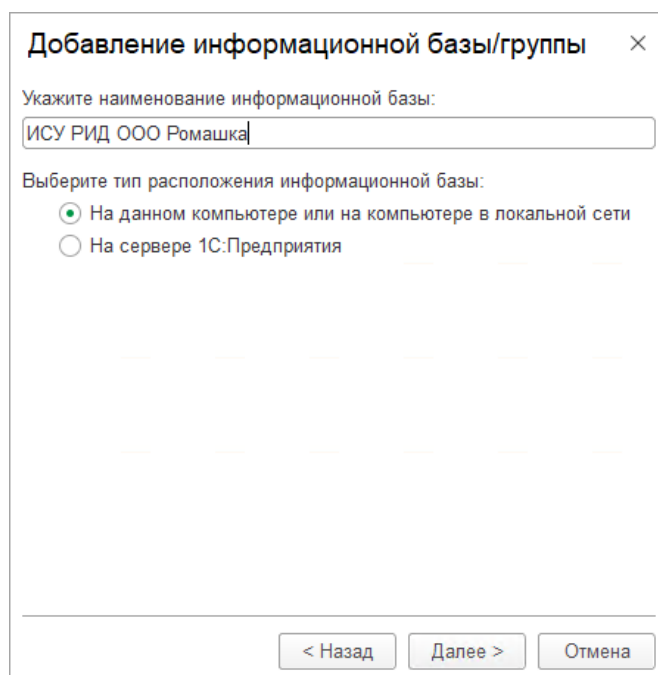 Добавление информационной базы/группы
Укажите наименование информационной базы:
ИСУ РИД ООО Ромашка
Выберите тип расположения информационной базы:
На данном компьютере или на компьютере в локальной сети
На сервере 1С:Предприятия
< Назад Далее > Отмена